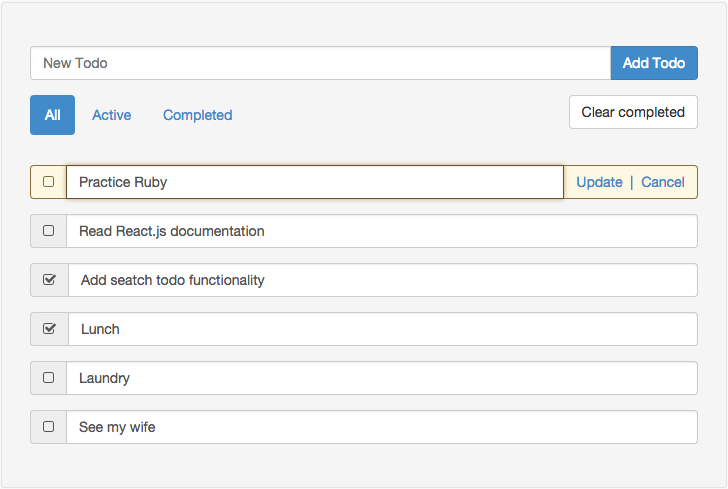 New Todo Add Todo
All Active Completed Clear completed
Practice Ruby Update | Cancel
Read React.js documentation
Add seatch todo functionality
Lunch
Laundry
See my wife